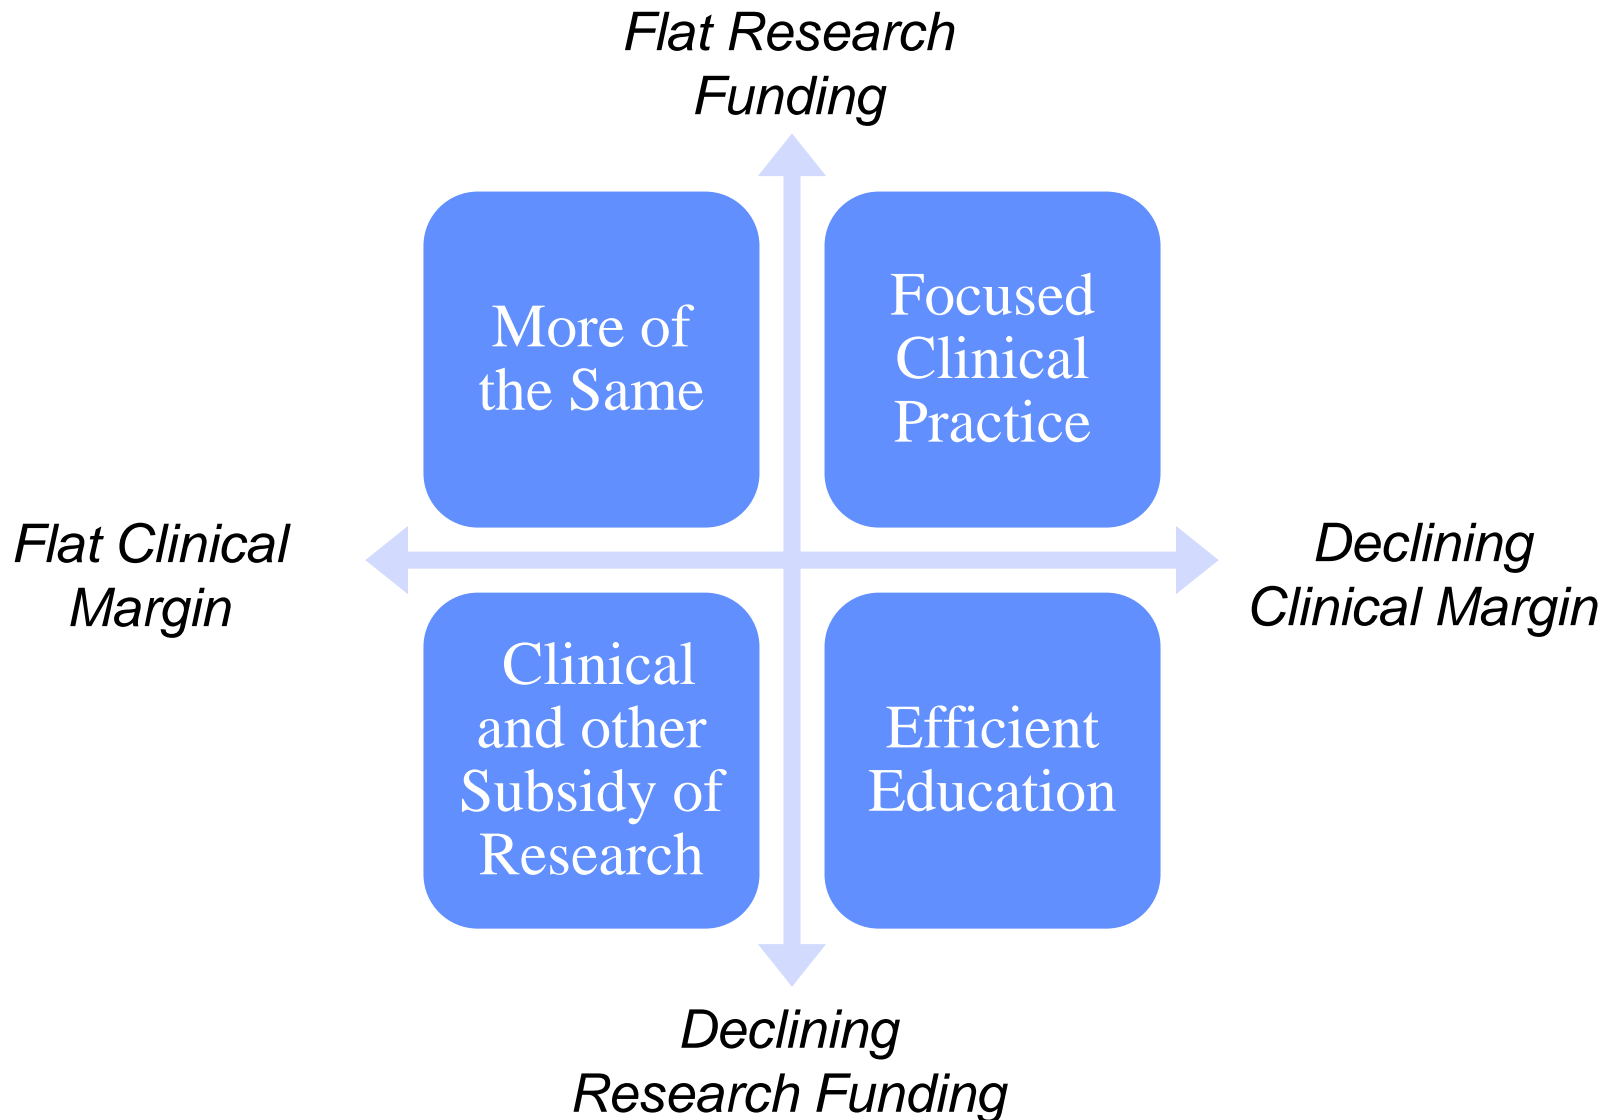 Flat Research
Funding
More of
the Same
Focused
Clinical
Practice
Flat Clinical
Margin
Declining
Clinical Margin
Clinical
and other
Subsidy of
Research
Efficient
Education
Declining
Research Funding